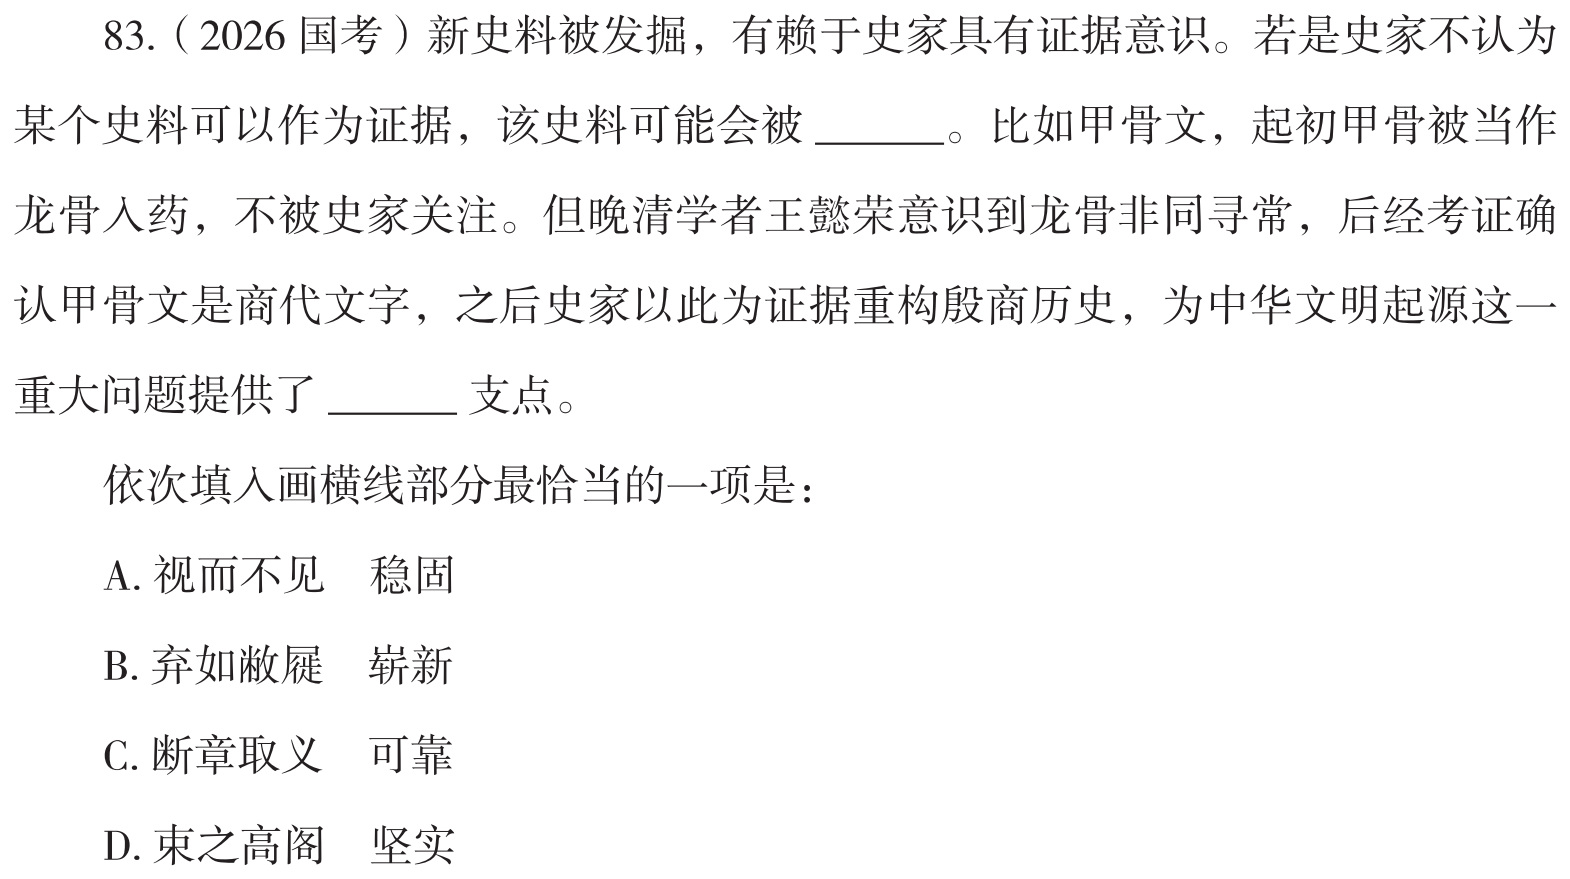 83.（2026 国考）新史料被发掘，有赖于史家具有证据意识。若是史家不认为
某个史料可以作为证据，该史料可能会被 ______。比如甲骨文，起初甲骨被当作
龙骨入药，不被史家关注。但晚清学者王懿荣意识到龙骨非同寻常，后经考证确
认甲骨文是商代文字，之后史家以此为证据重构殷商历史，为中华文明起源这一
重大问题提供了 ______ 支点。
依次填入画横线部分最恰当的一项是：
A. 视而不见 稳固
B. 弃如敝屣 崭新
C. 断章取义 可靠
D. 束之高阁 坚实